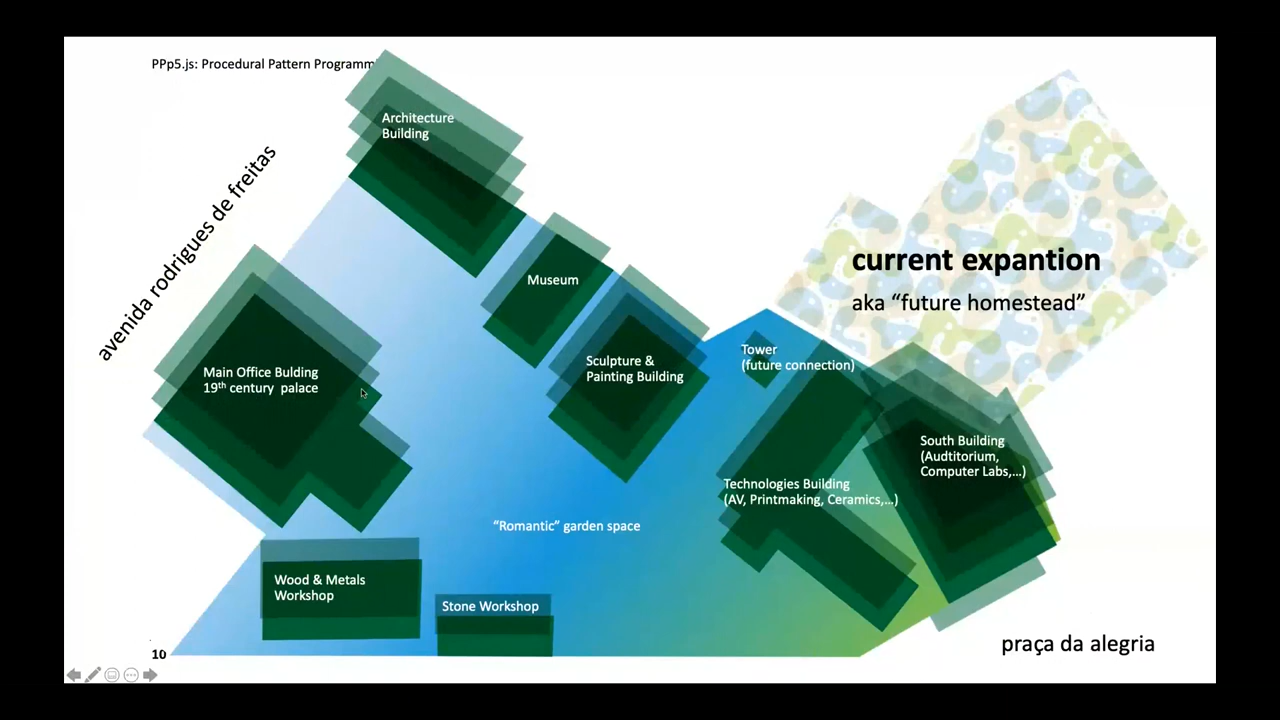 PPp5.js: Procedural Pattern Programm
Architecture
Building
avenida rodrigues de freitas
Museum
current expantion
aka “future homestead”
Main Office Bulding
19th century palace
Sculpture &
Painting Building
Tower
(future connection)
South Building
(Audtitorium,
Computer Labs,...)
Technologies Building
(AV, Printmaking, Ceramics,...)
“Romantic” garden space
Wood & Metals
Workshop
Stone Workshop
praça da alegria
10